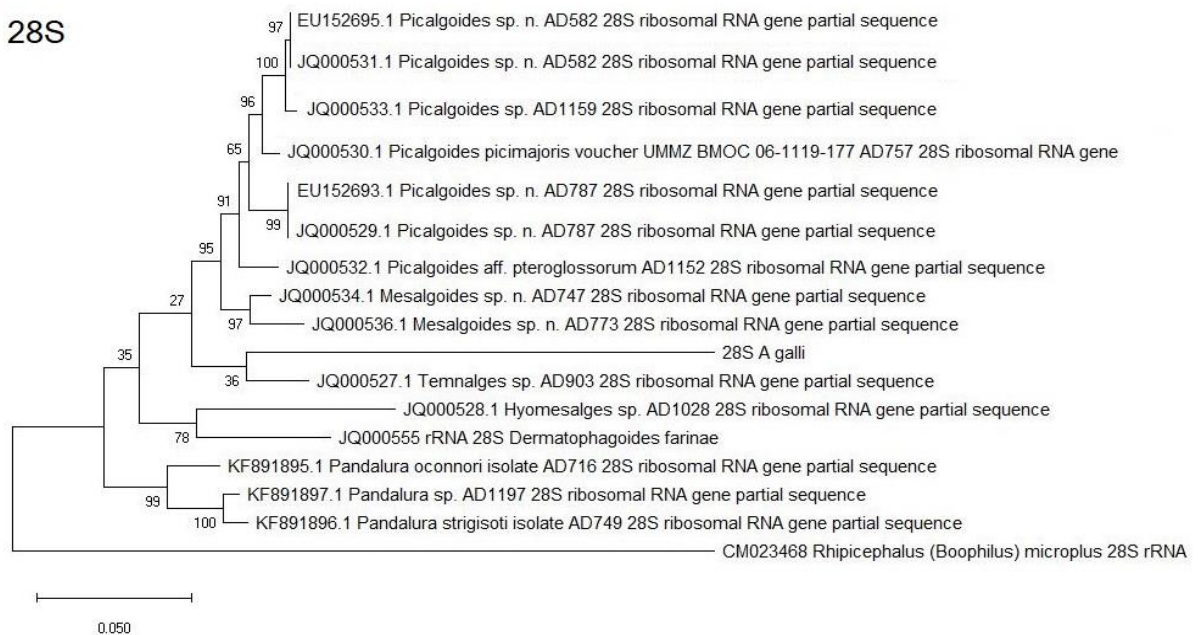 28S
EU152695.1 Picalgoides sp. n. AD582 28S ribosomal RNA gene partial sequence
97
JQ000531.1 Picalgoides sp. n. AD582 28S ribosomal RNA gene partial sequence
100
JQ000533.1 Picalgoides sp. AD1159 28S ribosomal RNA gene partial sequence
96
JQ000530.1 Picalgoides picimajoris voucher UMMZ BMOC 06-1119-177 AD757 28S ribosomal RNA gene
65
EU152693.1 Picalgoides sp. n. AD787 28S ribosomal RNA gene partial sequence
91
99
JQ000529.1 Picalgoides sp. n. AD787 28S ribosomal RNA gene partial sequence
95
JQ000532.1 Picalgoides aff. pteroglossorum AD1152 28S ribosomal RNA gene partial sequence
27
JQ000534.1 Mesalgoides sp. n. AD747 28S ribosomal RNA gene partial sequence
97
JQ000536.1 Mesalgoides sp. n. AD773 28S ribosomal RNA gene partial sequence
35
28S A galli
36
JQ000527.1 Temnalges sp. AD903 28S ribosomal RNA gene partial sequence
JQ000528.1 Hyomesalges sp. AD1028 28S ribosomal RNA gene partial sequence
78
JQ000555 rRNA 28S Dermatophagoides farinae
KF891895.1 Pandalura oconnori isolate AD716 28S ribosomal RNA gene partial sequence
99
KF891897.1 Pandalura sp. AD1197 28S ribosomal RNA gene partial sequence
100
KF891896.1 Pandalura strigisoti isolate AD749 28S ribosomal RNA gene partial sequence
CM023468 Rhipicephalus (Boophilus) microplus 28S rRNA
0.050